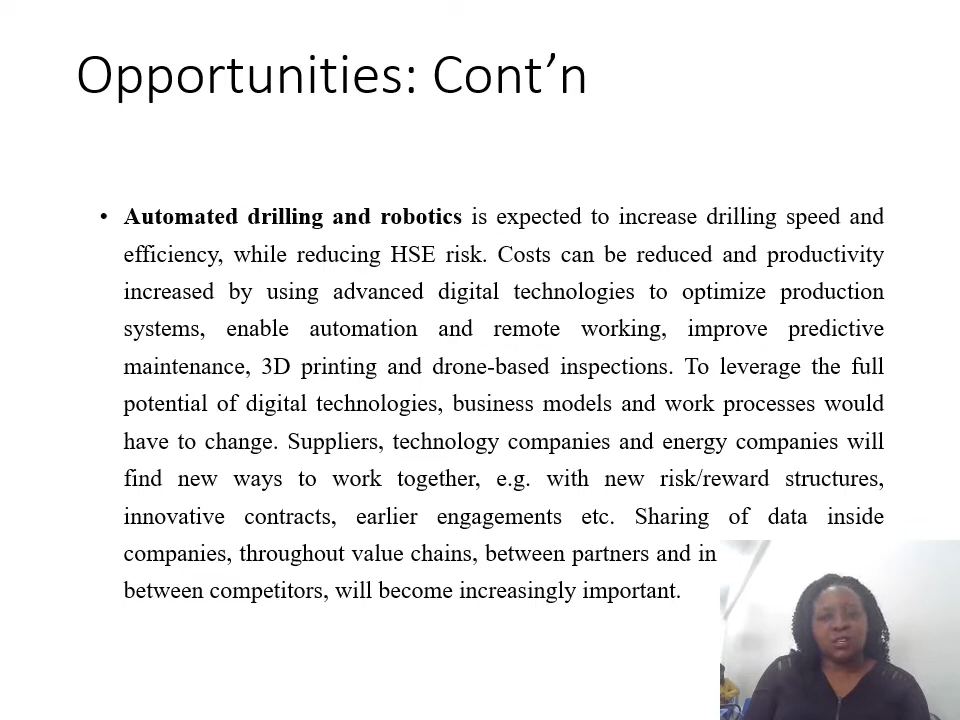 Opportunities: Cont’n
• Automated drilling and robotics is expected to increase drilling speed and
efficiency, while reducing HSE risk. Costs can be reduced and productivity
increased by using advanced digital technologies to optimize production
systems, enable automation and remote working, improve predictive
maintenance, 3D printing and drone-based inspections. To leverage the full
potential of digital technologies, business models and work processes would
have to change. Suppliers, technology companies and energy companies will
find new ways to work together, e.g. with new risk/reward structures,
innovative contracts, earlier engagements etc. Sharing of data inside
companies, throughout value chains, between partners and in
between competitors, will become increasingly important.